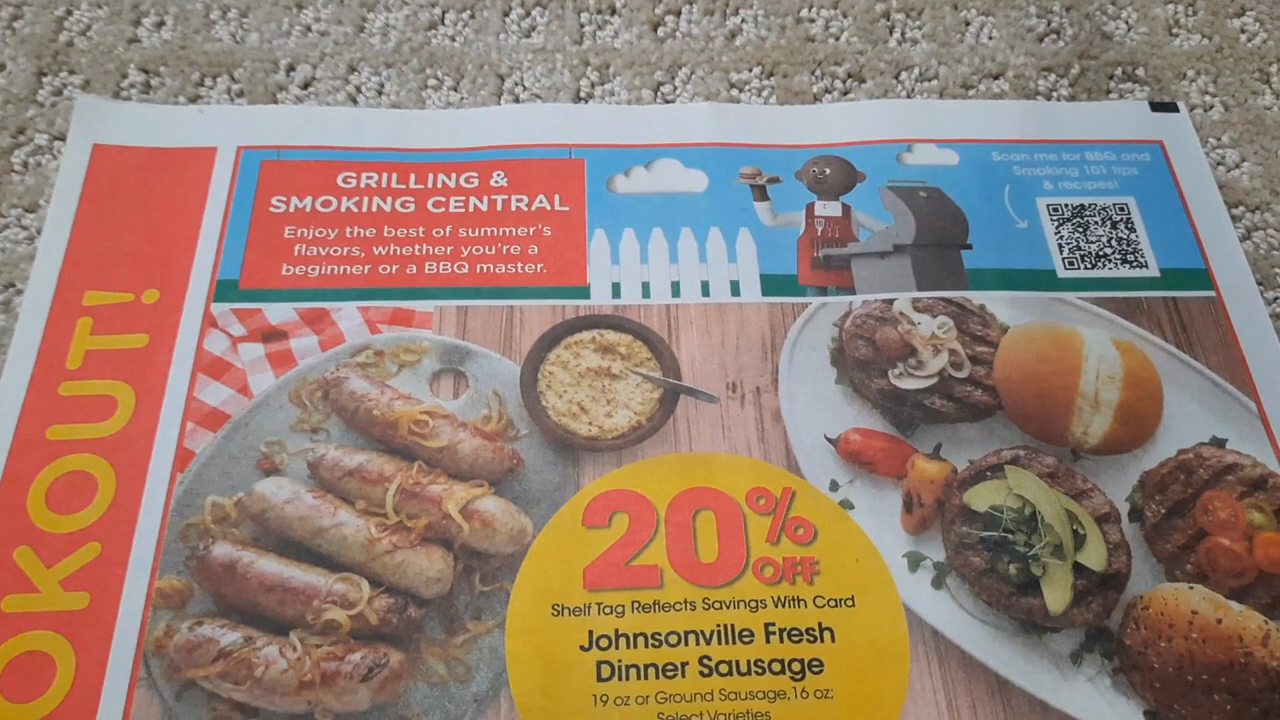 OKOUT!
GRILLING &
SMOKING CENTRAL
Enjoy the best of summer's
flavors, whether you're a
beginner or a BBQ master.
Scan me for BBQ and
Smoking 101 tips
& recipes!
20% OFF
Shelf Tag Reflects Savings With Card
Johnsonville Fresh
Dinner Sausage
19 oz or Ground Sausage, 16 oz;
Select Varieties